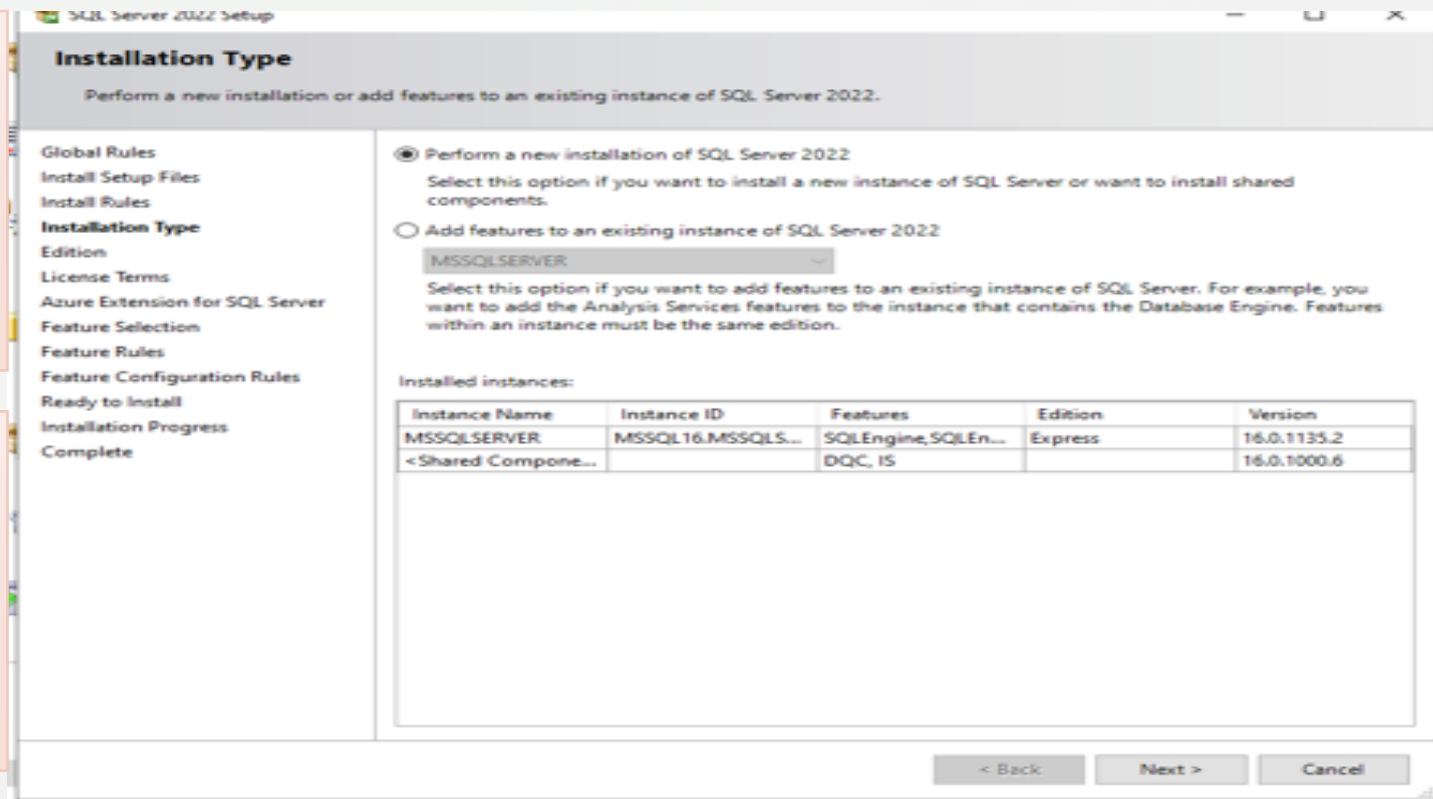 SQL Server 2022 Setup
Installation Type
Perform a new installation or add features to an existing instance of SQL Server 2022.
Global Rules
Install Setup Files
Install Rules
Installation Type
Edition
License Terms
Azure Extension for SQL Server
Feature Selection
Feature Rules
Feature Configuration Rules
Ready to Install
Installation Progress
Complete
Perform a new installation of SQL Server 2022
Select this option if you want to install a new instance of SQL Server or want to install shared
components.
Add features to an existing instance of SQL Server 2022
MSSQLSERVER
Select this option if you want to add features to an existing instance of SQL Server. For example, you
want to add the Analysis Services features to the instance that contains the Database Engine. Features
within an instance must be the same edition.
Installed instances:
Instance Name Instance ID Features Edition Version
MSSQLSERVER MSSQL16.MSSQLS... SQLEngine,SQLEn... Express 16.0.1135.2
<Shared Compone... DQC, IS 16.0.1000.6
< Back Next > Cancel